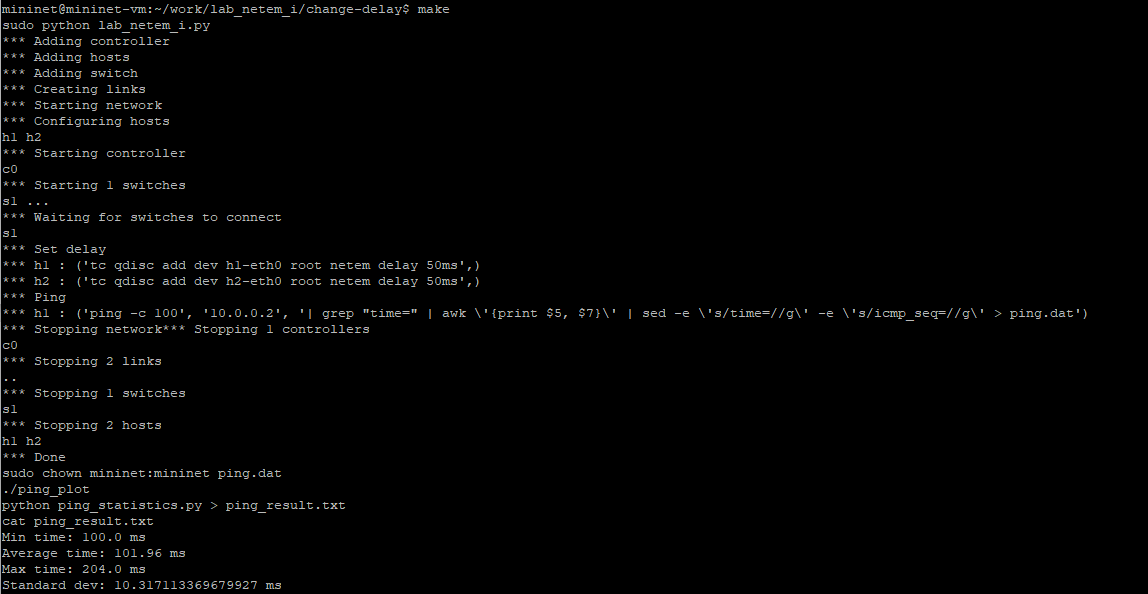 mininet@mininet-vm:~/work/lab_netem_i/change-delay$ make
sudo python lab_netem_i.py
*** Adding controller
*** Adding hosts
*** Adding switch
*** Creating links
*** Starting network
*** Configuring hosts
h1 h2
*** Starting controller
c0
*** Starting 1 switches
s1 ...
*** Waiting for switches to connect
s1
*** Set delay
*** h1 : ('tc qdisc add dev h1-eth0 root netem delay 50ms',)
*** h2 : ('tc qdisc add dev h2-eth0 root netem delay 50ms',)
*** Ping
*** h1 : ('ping -c 100', '10.0.0.2', '| grep "time=" | awk \'{print $5, $7}\' | sed -e \'s/time=//g\' -e \'s/icmp_seq=//g\' > ping.dat')
*** Stopping network*** Stopping 1 controllers
c0
*** Stopping 2 links
..
*** Stopping 1 switches
s1
*** Stopping 2 hosts
h1 h2
*** Done
sudo chown mininet:mininet ping.dat
./ping_plot
python ping_statistics.py > ping_result.txt
cat ping_result.txt
Min time: 100.0 ms
Average time: 101.96 ms
Max time: 204.0 ms
Standard dev: 10.317113369679927 ms